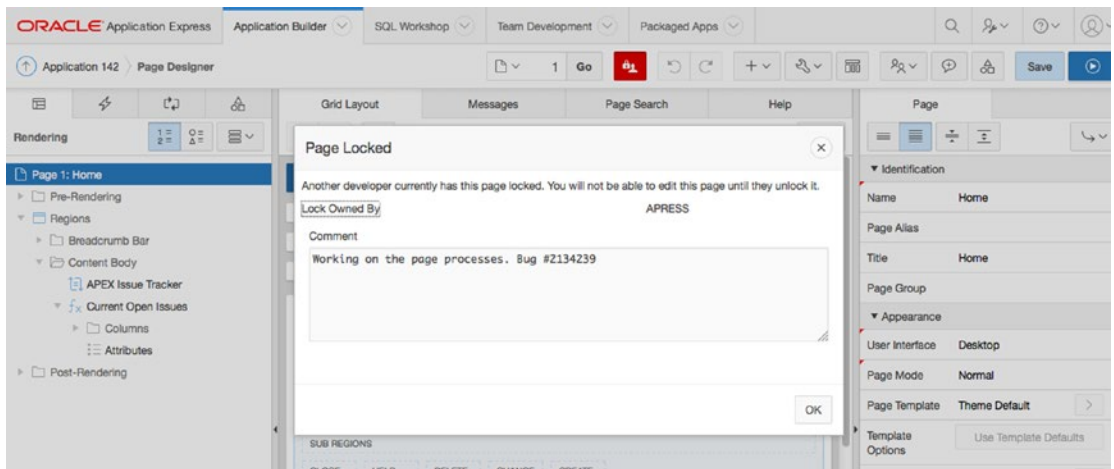 ORACLE Application Express Application Builder SQL Workshop Team Development Packaged Apps
Application 142 Page Designer 1 Go Save
Grid Layout Messages Page Search Help Page
Rendering
Page Locked
Page 1: Home
Identification
Another developer currently has this page locked. You will not be able to edit this page until they unlock it.
Pre-Rendering
Lock Owned By APRESS
Name Home
Regions
Page Alias
Comment
Breadcrumb Bar
Working on the page processes. Bug #2134239
Title Home
Content Body
APEX Issue Tracker
Page Group
Current Open Issues
Appearance
Columns
User Interface Desktop
Attributes
Post-Rendering
Page Mode Normal
OK
Page Template Theme Default
Template Options
Use Template Defaults
SUB REGIONS